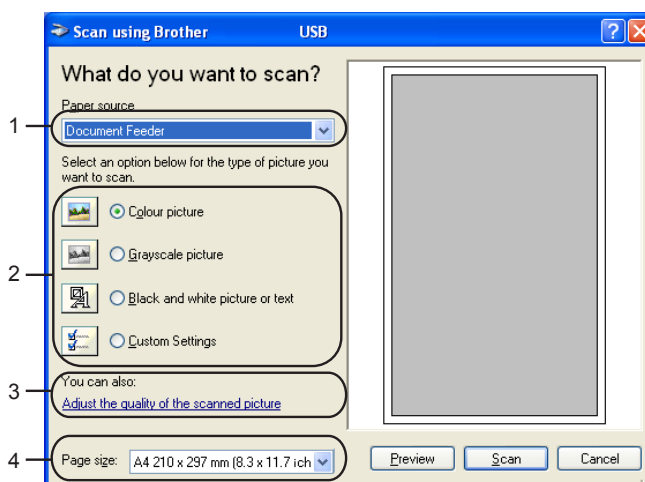 Scan using Brother USB
What do you want to scan?
Paper source
1
Document Feeder
Select an option below for the type of picture you
want to scan.
Colour picture
Grayscale picture
2
Black and white picture or text
Custom Settings
You can also:
3
Adjust the quality of the scanned picture
4
Page size: A4 210 x 297 mm (8.3 x 11.7 ich
Preview Scan Cancel